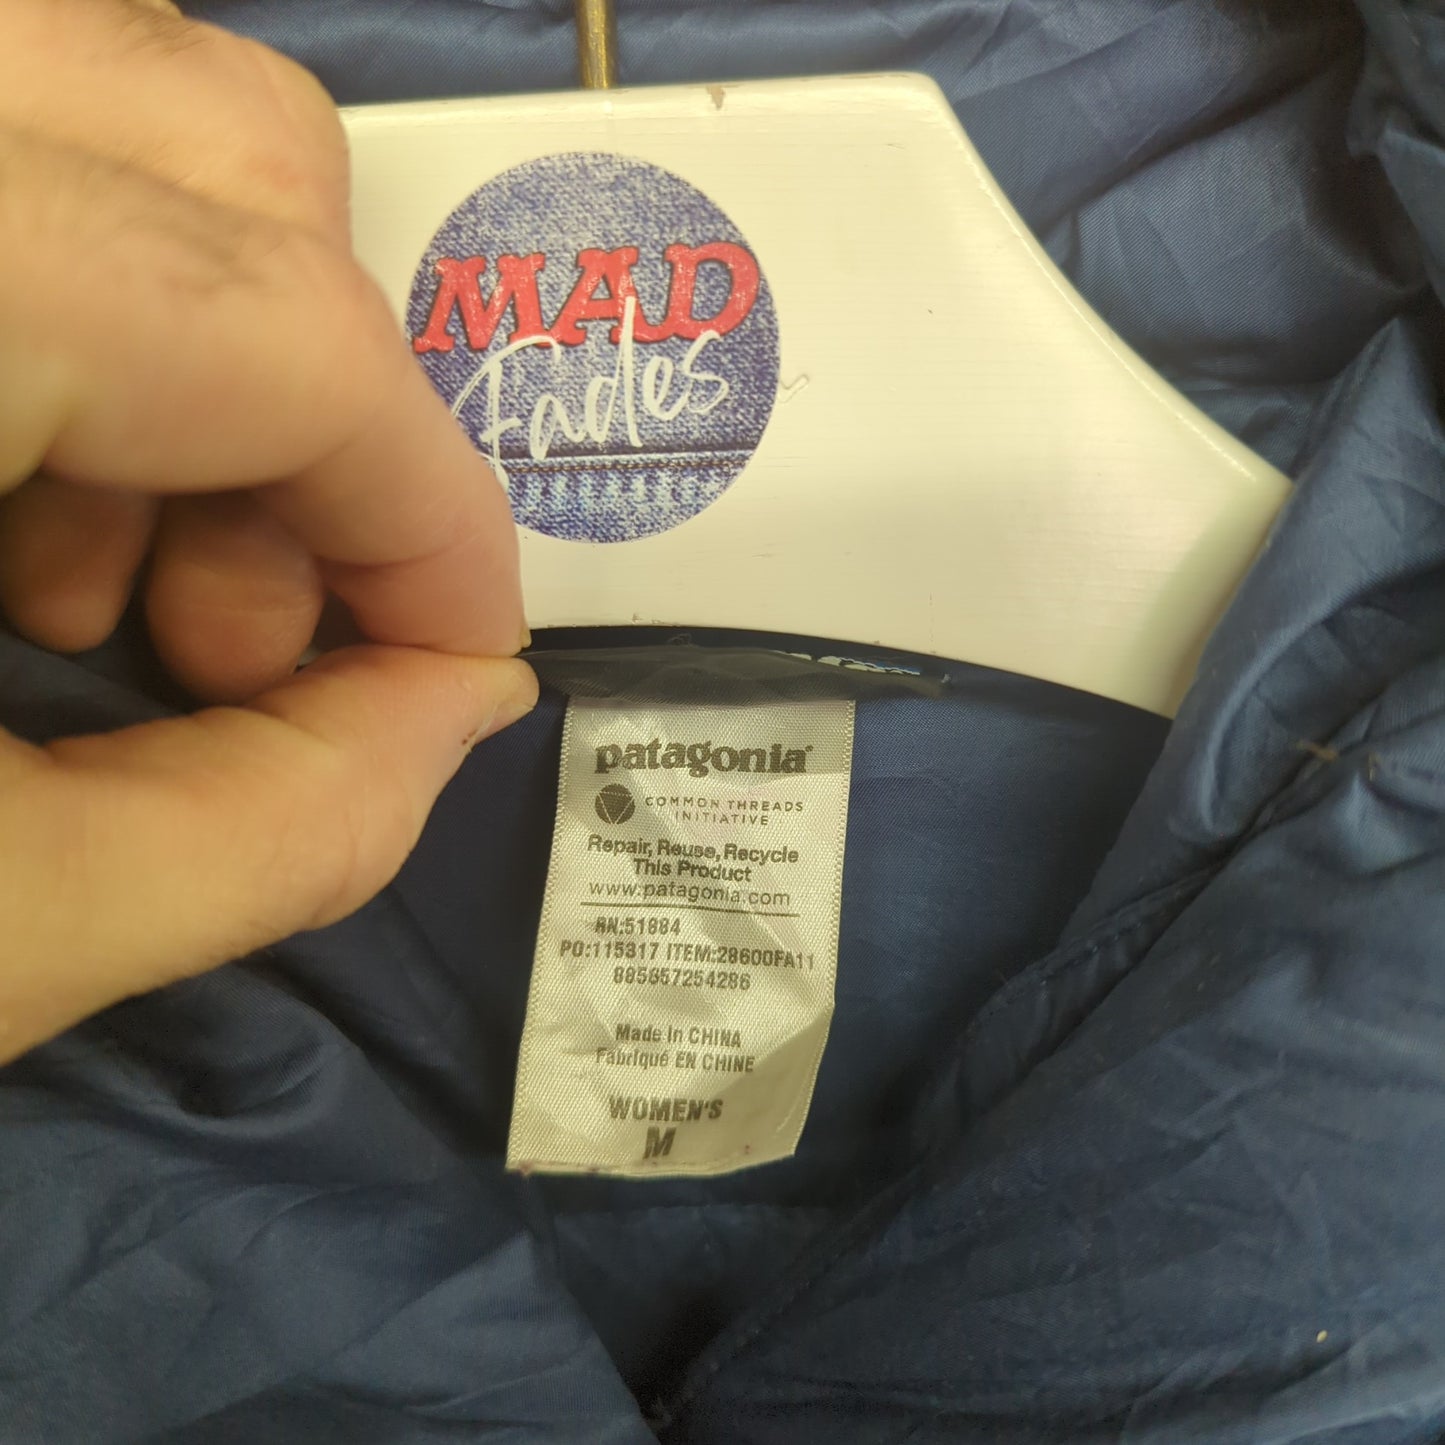 MAD
Fades
patagonia®
COMMON THREADS
INITIATIVE
Repair, Reuse, Recycle
This Product
www.patagonia.com
RN:51884
PO:115317 ITEM:28600FA11
885657254286
Made in CHINA
Fabriqué EN CHINE
WOMEN'S
M